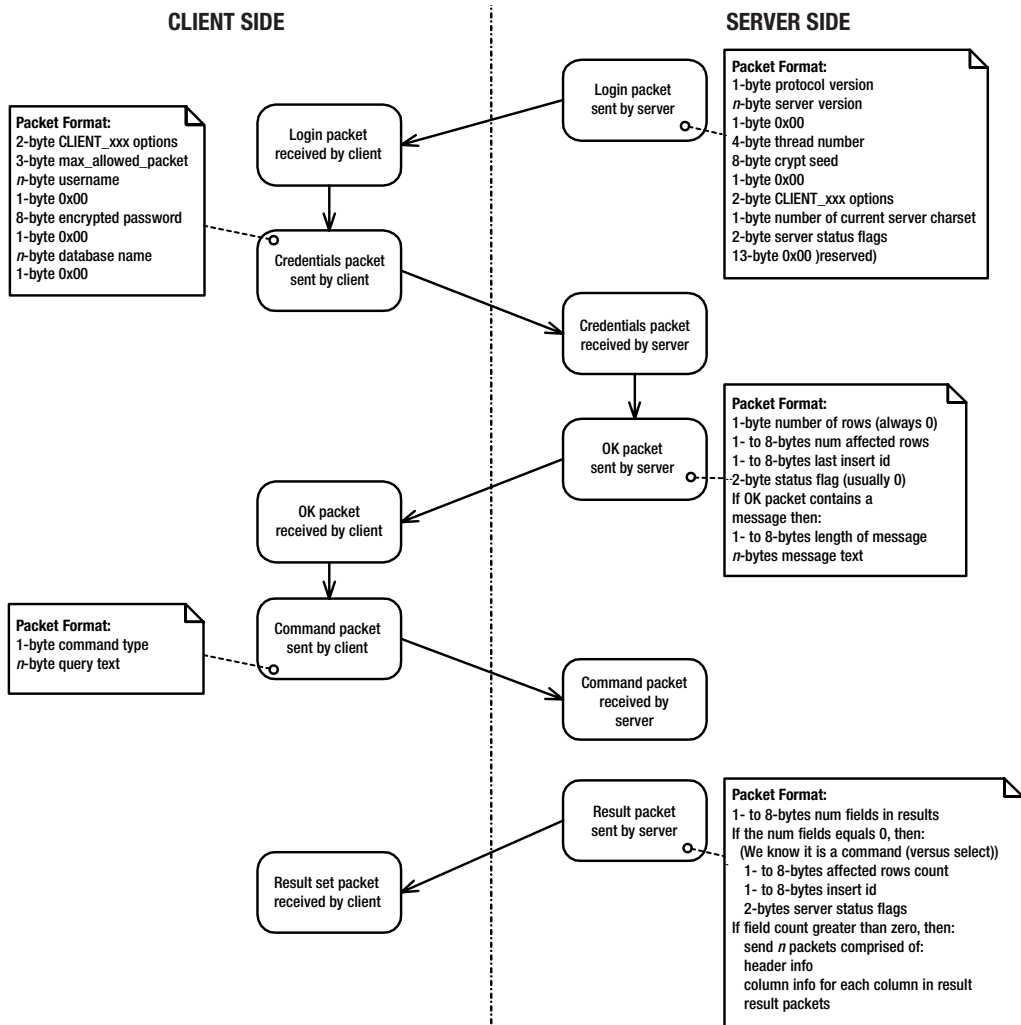 CLIENT SIDE
SERVER SIDE
Login packet
sent by server
Packet Format:
1-byte protocol version
n-byte server version
1-byte 0x00
4-byte thread number
8-byte crypt seed
1-byte 0x00
2-byte CLIENT_xxx options
1-byte number of current server charset
2-byte server status flags
13-byte 0x00 )reserved)
Login packet
received by client
Packet Format:
2-byte CLIENT_xxx options
3-byte max_allowed_packet
n-byte username
1-byte 0x00
8-byte encrypted password
1-byte 0x00
n-byte database name
1-byte 0x00
Credentials packet
sent by client
Credentials packet
received by server
OK packet
sent by server
Packet Format:
1-byte number of rows (always 0)
1- to 8-bytes num affected rows
1- to 8-bytes last insert id
2-byte status flag (usually 0)
If OK packet contains a
message then:
1- to 8-bytes length of message
n-bytes message text
OK packet
received by client
Command packet
sent by client
Packet Format:
1-byte command type
n-byte query text
Command packet
received by
server
Result packet
sent by server
Packet Format:
1- to 8-bytes num fields in results
If the num fields equals 0, then:
(We know it is a command (versus select))
1- to 8-bytes affected rows count
1- to 8-bytes insert id
2-bytes server status flags
If field count greater than zero, then:
send n packets comprised of:
header info
column info for each column in result
result packets
Result set packet
received by client